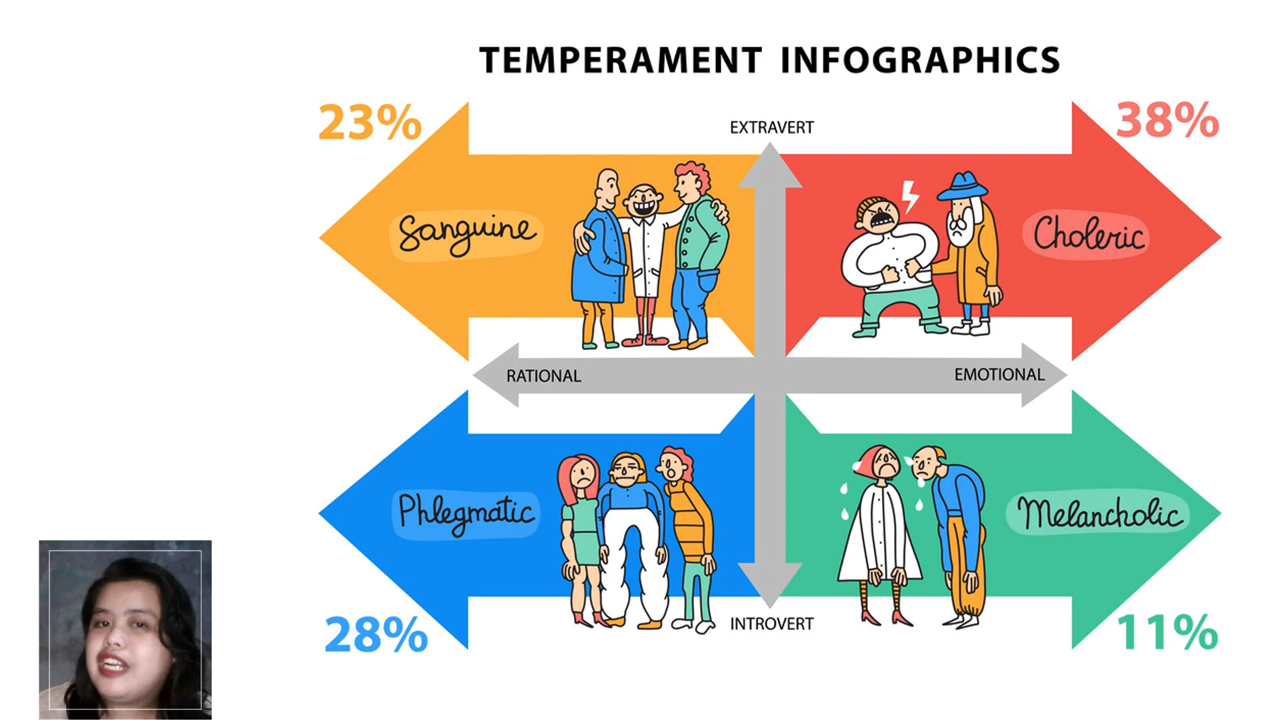 TEMPERAMENT INFOGRAPHICS
23%
38%
EXTRAVERT
Sanguine
Choleric
RATIONAL
EMOTIONAL
Phlegmatic
Melancholic
28%
INTROVERT
11%